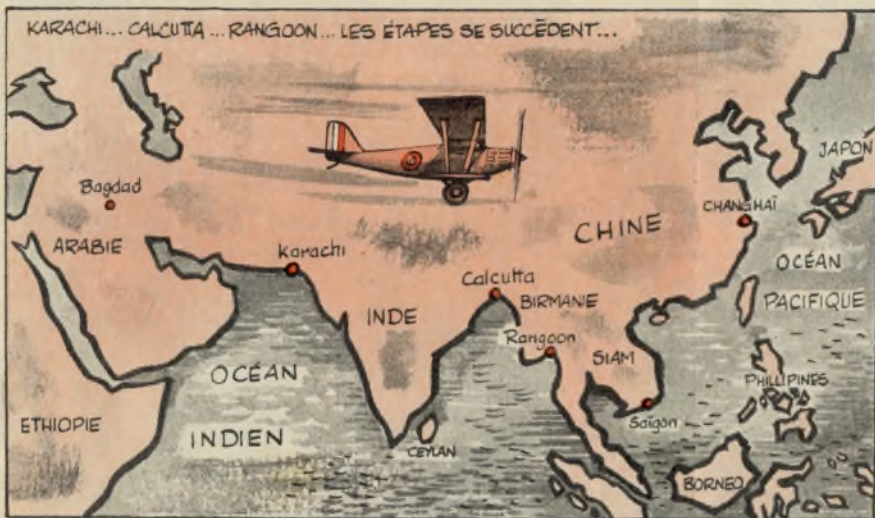 KARACHI... CALCUTTA... RANGOON... LES ÉTAPES SE SUCCÈDENT...
JAPON
Bagdad
CHANGHAÏ
CHINE
ARABIE
Karachi
OCÉAN
PACIFIQUE
Calcutta
BIRMANIE
INDE
Rangoon
SIAM
OCÉAN
INDIEN
PHILLIPINES
ETHIOPIE
Saïgon
CEYLAN
BORNEO